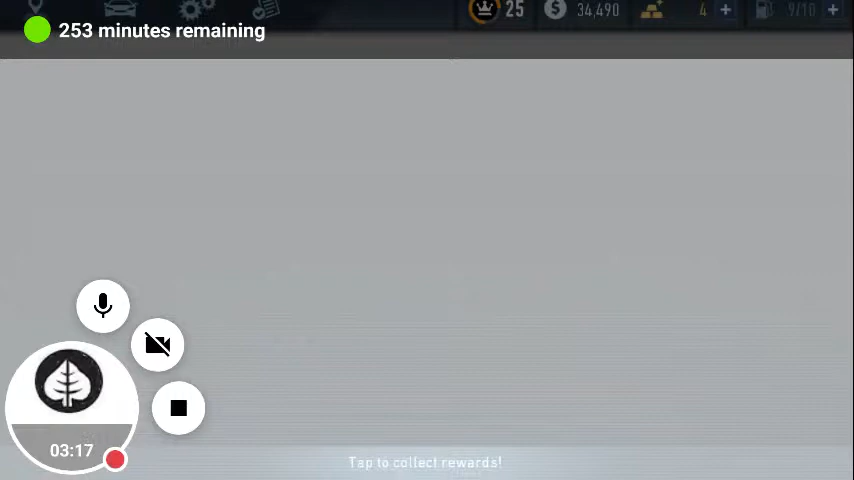 25 34,490 4 + 9/10 +
253 minutes remaining
03:17
Tap to collect rewards!